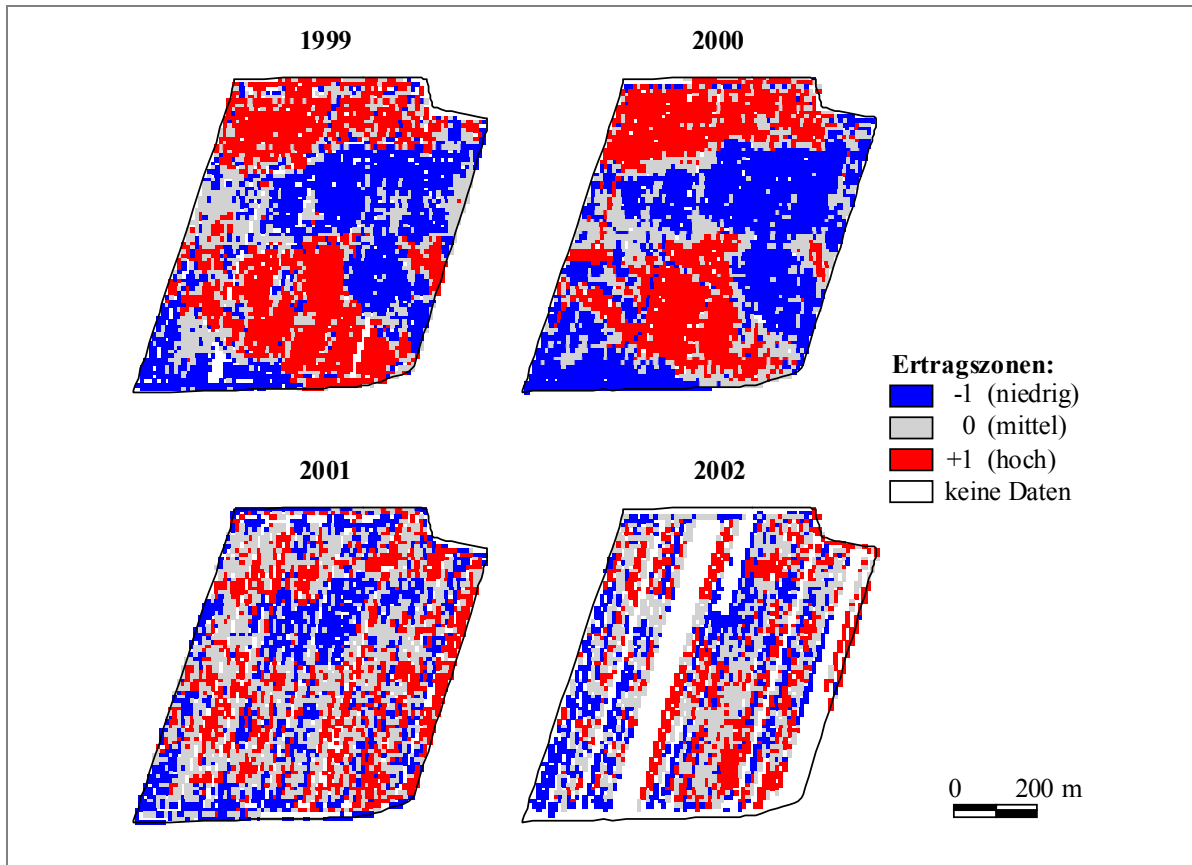 1999
2000
Ertragszonen:
-1 (niedrig)
0 (mittel)
+1 (hoch)
keine Daten
2001
2002
0 200 m